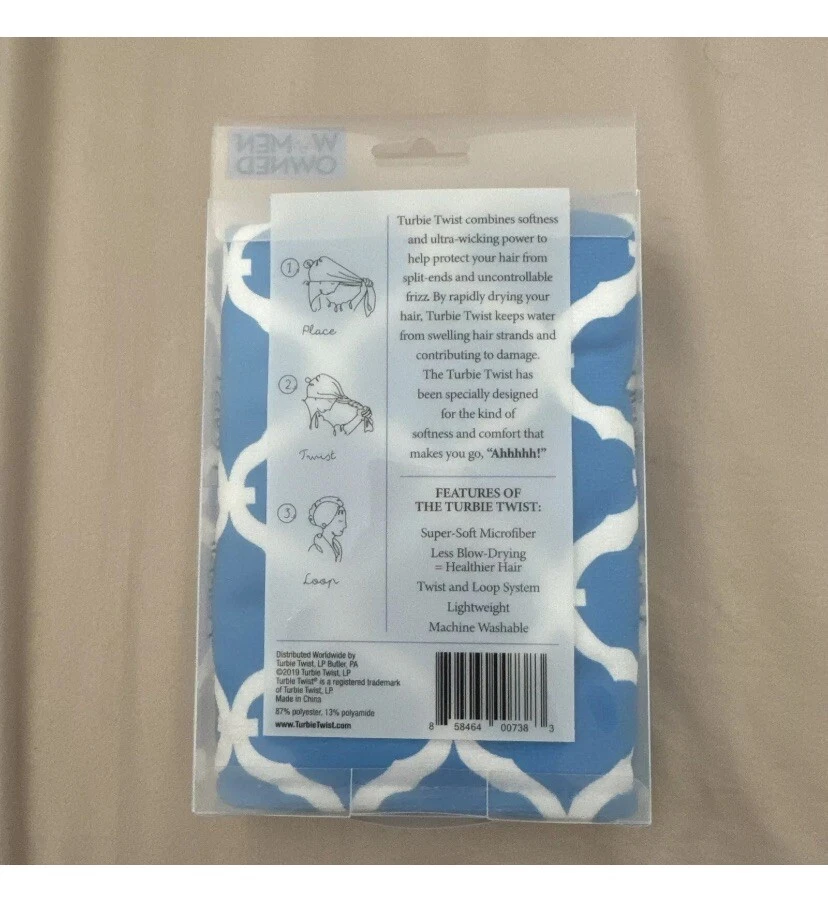 WOMEN
OWNED
1.
Place
2.
Twist
3.
Loop
Turbie Twist combines softness
and ultra-wicking power to
help protect your hair from
split-ends and uncontrollable
frizz. By rapidly drying your
hair, Turbie Twist keeps water
from swelling hair strands and
contributing to damage.
The Turbie Twist has
been specially designed
for the kind of
softness and comfort that
makes you go, “Ahhhhh!”
FEATURES OF
THE TURBIE TWIST:
Super-Soft Microfiber
Less Blow-Drying
= Healthier Hair
Twist and Loop System
Lightweight
Machine Washable
Distributed Worldwide by
Turbie Twist, LP Butler, PA
©2019 Turbie Twist, LP
Turbie Twist® is a registered trademark
of Turbie Twist, LP
Made in China
87% polyester, 13% polyamide
www.TurbieTwist.com
8 58464 00738 3